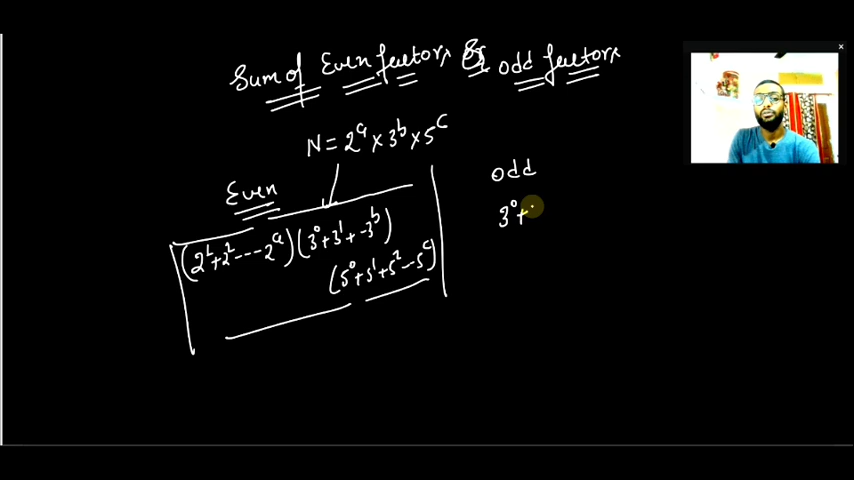 Sum of Even factors & odd factors
N = 2^a × 3^b × 5^c
Even
(2^1 + 2^2 --- 2^a) (3^0 + 3^1 + - 3^b)
(5^0 + 5^1 + 5^2 -- 5^c)
odd
3^0 +